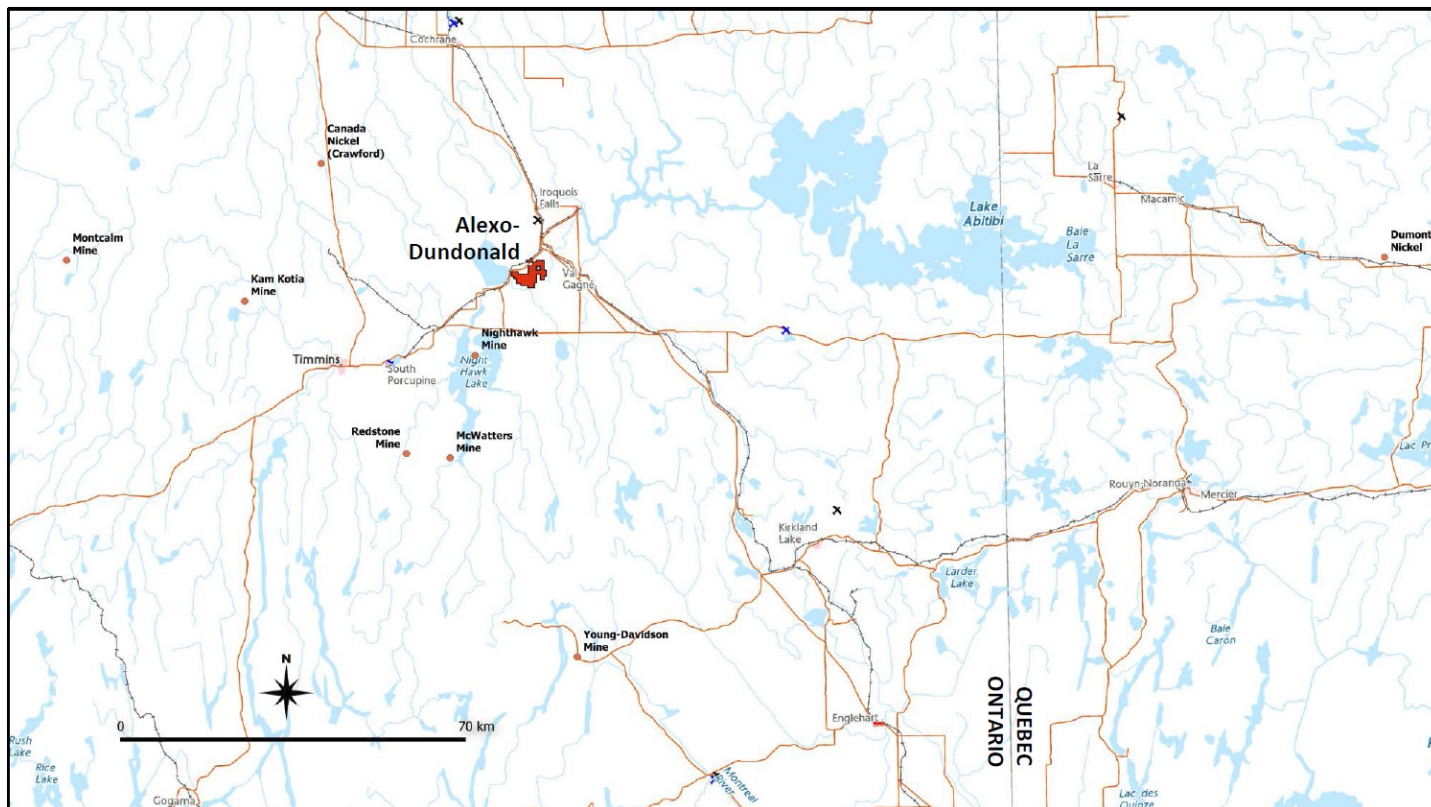 Cochrane
Canada
Nickel
(Crawford)
La
Sarre
Macamic
Iroquois
Falls
Lake
Abitibi
Baie
La
Sarre
Alexo-
Dundonald
Montcalm
Mine
Dumont
Nickel
Val
Gagné
Kam Kotia
Mine
Nighthawk
Mine
Timmins
South
Porcupine
Night
Hawk
Lake
Redstone
Mine
McWatters
Mine
Lac Pr
Rouyn-Noranda
Mercier
Kirkland
Lake
Larder
Lake
Baie
Caron
Young-Davidson
Mine
N
0
70 km
QUEBEC
ONTARIO
Englehart
Rush
Lake
Rice
Lake
Montreal
River
Gogama
Lac des
Quinze